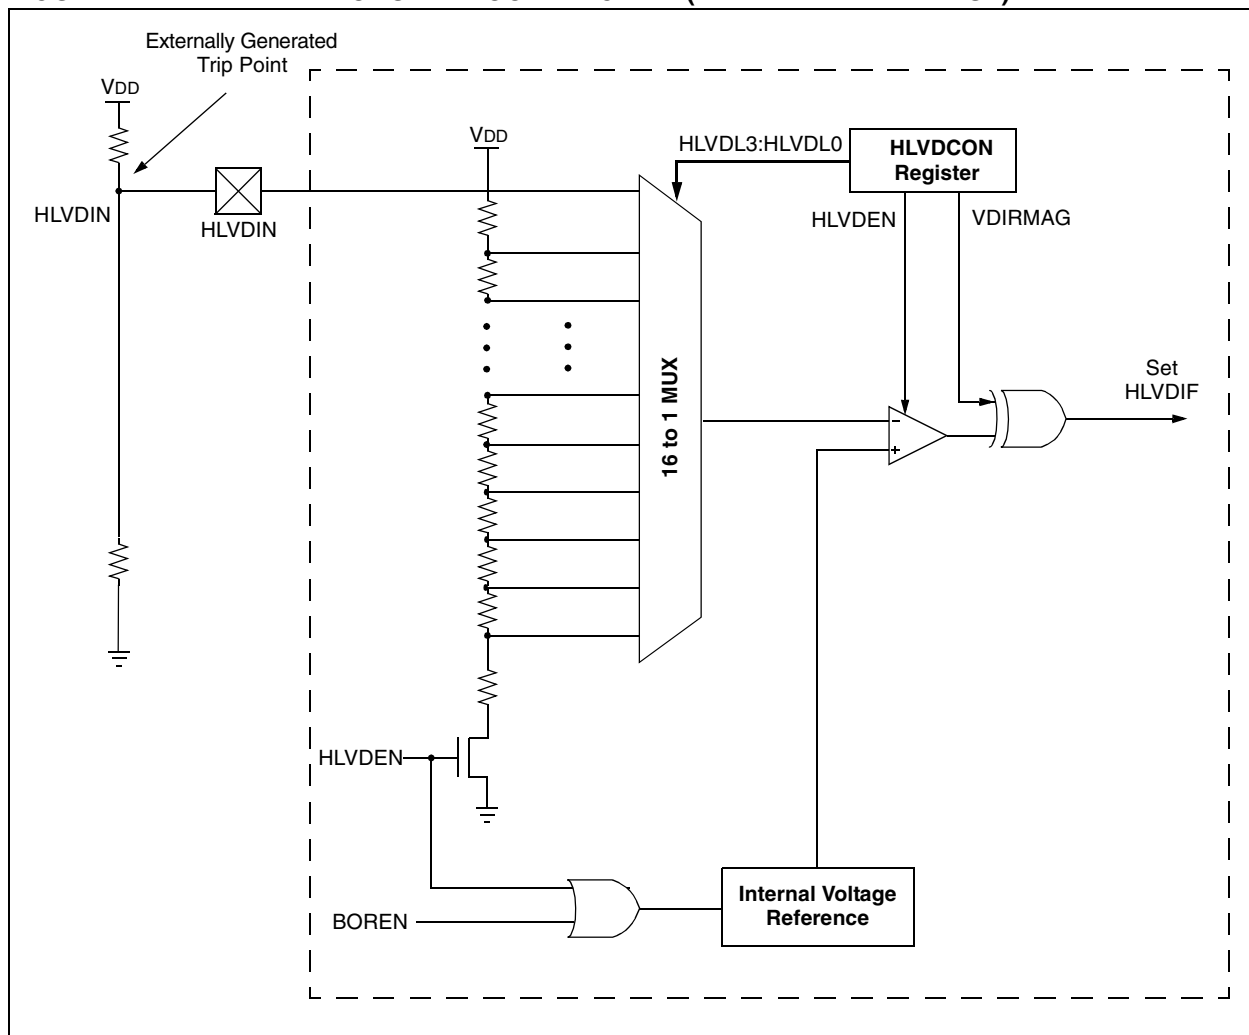 Externally Generated
Trip Point
VDD
VDD
HLVDL3:HLVDL0
HLVDCON
Register
HLVDIN
HLVDIN
HLVDEN
VDIRMAG
16 to 1 MUX
–
+
Set
HLVDIF
HLVDEN
BOREN
Internal Voltage
Reference